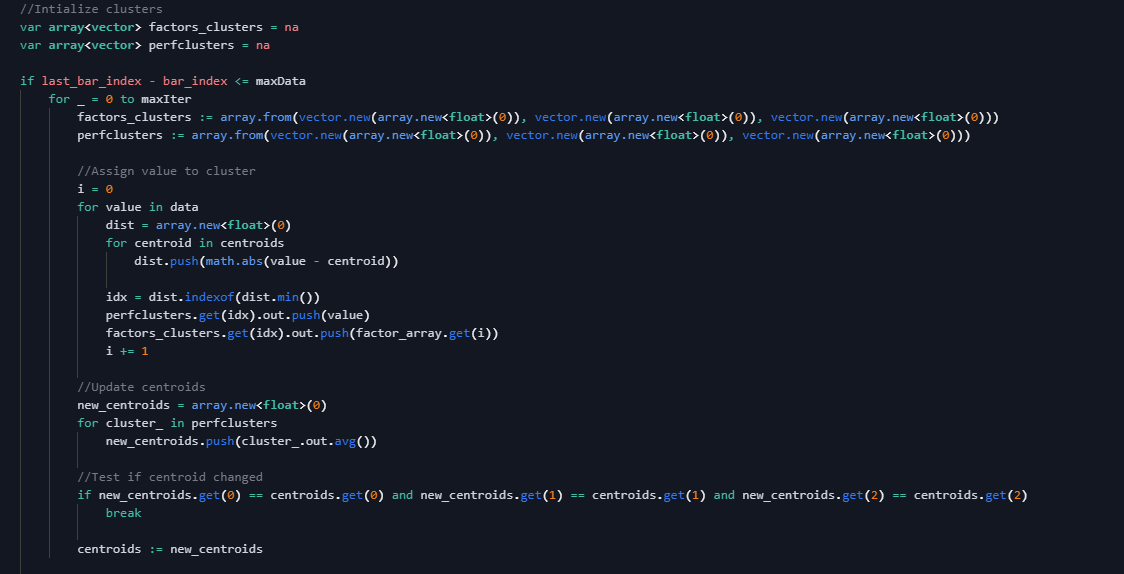 //Intialize clusters
var array<vector> factors_clusters = na
var array<vector> perfclusters = na
if last_bar_index - bar_index <= maxData
for _ = 0 to maxIter
factors_clusters := array.from(vector.new(array.new<float>(0)), vector.new(array.new<float>(0)), vector.new(array.new<float>(0)))
perfclusters := array.from(vector.new(array.new<float>(0)), vector.new(array.new<float>(0)), vector.new(array.new<float>(0)))
//Assign value to cluster
i = 0
for value in data
dist = array.new<float>(0)
for centroid in centroids
dist.push(math.abs(value - centroid))
idx = dist.indexof(dist.min())
perfclusters.get(idx).out.push(value)
factors_clusters.get(idx).out.push(factor_array.get(i))
i += 1
//Update centroids
new_centroids = array.new<float>(0)
for cluster_ in perfclusters
new_centroids.push(cluster_.out.avg())
//Test if centroid changed
if new_centroids.get(0) == centroids.get(0) and new_centroids.get(1) == centroids.get(1) and new_centroids.get(2) == centroids.get(2)
break
centroids := new_centroids